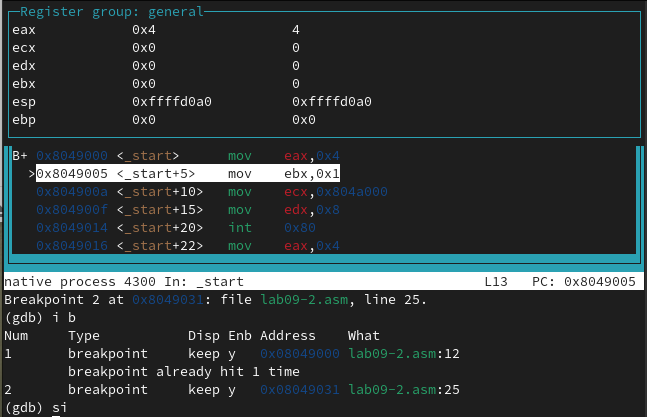 Register group: general
eax 0x4 4
ecx 0x0 0
edx 0x0 0
ebx 0x0 0
esp 0xffffd0a0 0xffffd0a0
ebp 0x0 0x0
B+ 0x8049000 <_start> mov eax,0x4
>0x8049005 <_start+5> mov ebx,0x1
0x804900a <_start+10> mov ecx,0x804a000
0x804900f <_start+15> mov edx,0x8
0x8049014 <_start+20> int 0x80
0x8049016 <_start+22> mov eax,0x4
native process 4300 In: _start L13 PC: 0x8049005
Breakpoint 2 at 0x8049031: file lab09-2.asm, line 25.
(gdb) i b
Num Type Disp Enb Address What
1 breakpoint keep y 0x08049000 lab09-2.asm:12
breakpoint already hit 1 time
2 breakpoint keep y 0x08049031 lab09-2.asm:25
(gdb) si